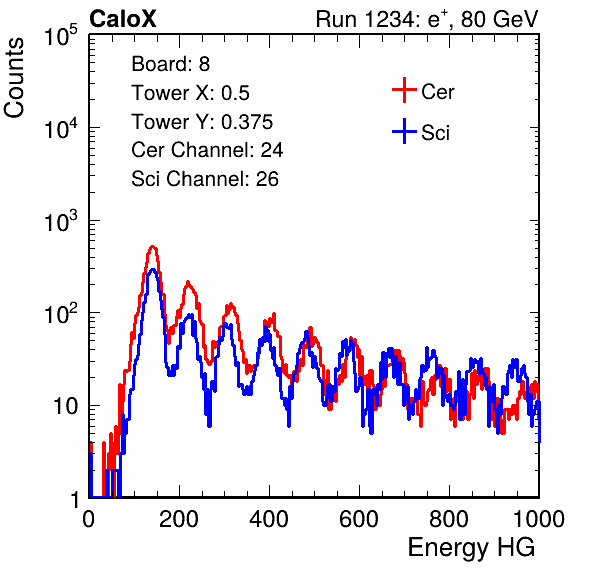 CaloX Run 1234: e⁺, 80 GeV
Counts
10⁵
10⁴
10³
10²
10
1
Board: 8
Tower X: 0.5
Tower Y: 0.375
Cer Channel: 24
Sci Channel: 26
Cer
Sci
0 200 400 600 800 1000
Energy HG